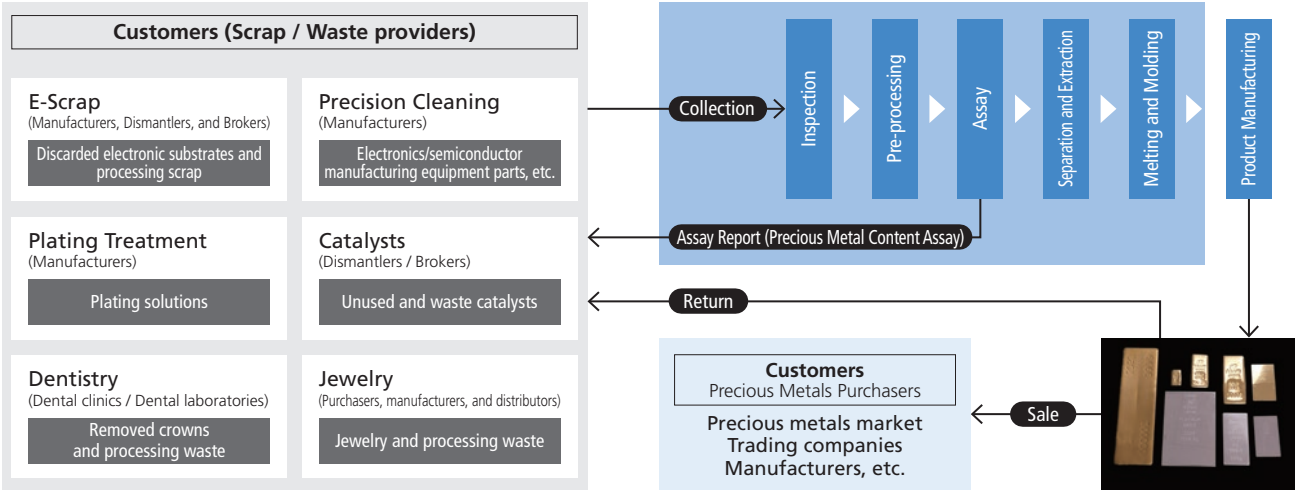 Customers (Scrap / Waste providers)
E-Scrap
(Manufacturers, Dismantlers, and Brokers)
Discarded electronic substrates and
processing scrap
Precision Cleaning
(Manufacturers)
Electronics/semiconductor
manufacturing equipment parts, etc.
Plating Treatment
(Manufacturers)
Plating solutions
Catalysts
(Dismantlers / Brokers)
Unused and waste catalysts
Dentistry
(Dental clinics / Dental laboratories)
Removed crowns
and processing waste
Jewelry
(Purchasers, manufacturers, and distributors)
Jewelry and processing waste
Collection
Inspection
Pre-processing
Assay
Separation and Extraction
Melting and Molding
Product Manufacturing
Assay Report (Precious Metal Content Assay)
Return
Customers
Precious Metals Purchasers
Precious metals market
Trading companies
Manufacturers, etc.
Sale